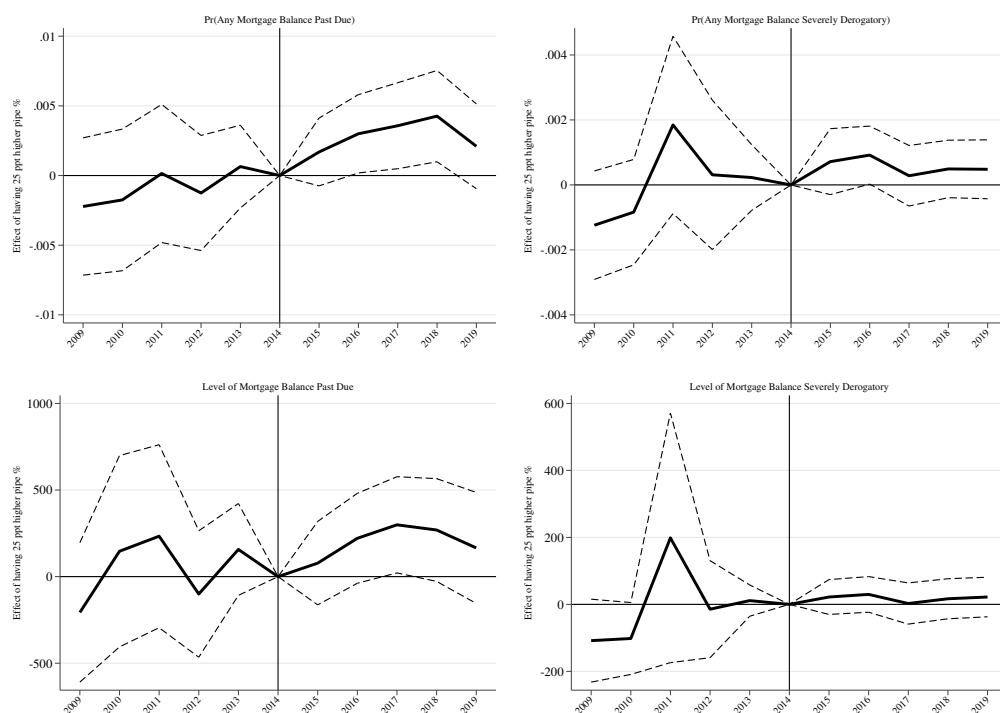 Pr(Any Mortgage Balance Past Due)
Effect of having 25 ppt higher pipe %
.01
.005
0
-.005
-.01
2009 2010 2011 2012 2013 2014 2015 2016 2017 2018 2019
Pr(Any Mortgage Balance Severely Derogatory)
Effect of having 25 ppt higher pipe %
.004
.002
0
-.002
-.004
2009 2010 2011 2012 2013 2014 2015 2016 2017 2018 2019
Level of Mortgage Balance Past Due
Effect of having 25 ppt higher pipe %
1000
500
0
-500
2009 2010 2011 2012 2013 2014 2015 2016 2017 2018 2019
Level of Mortgage Balance Severely Derogatory
Effect of having 25 ppt higher pipe %
600
400
200
0
-200
2009 2010 2011 2012 2013 2014 2015 2016 2017 2018 2019